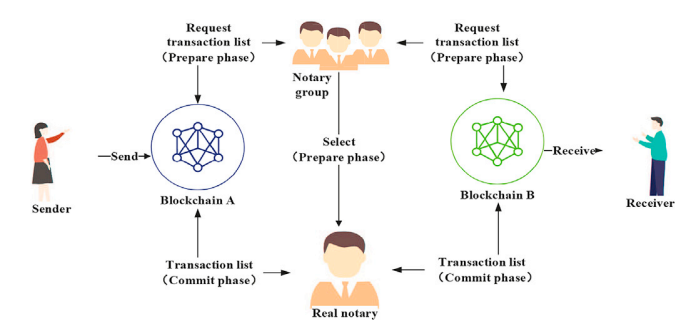 Request
transaction list
（Prepare phase）
Request
transaction list
（Prepare phase）
Notary
group
Select
（Prepare phase）
Send
Receive
Sender
Blockchain A
Blockchain B
Receiver
Transaction list
（Commit phase）
Transaction list
（Commit phase）
Real notary